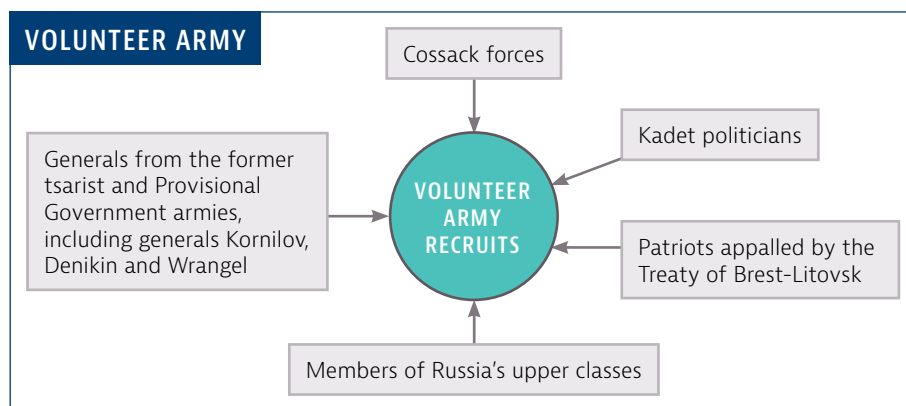 VOLUNTEER ARMY
Cossack forces
Kadet politicians
Generals from the former
tsarist and Provisional
Government armies,
including generals Kornilov,
Denikin and Wrangel
VOLUNTEER
ARMY
RECRUITS
Patriots appalled by the
Treaty of Brest-Litovsk
Members of Russia's upper classes